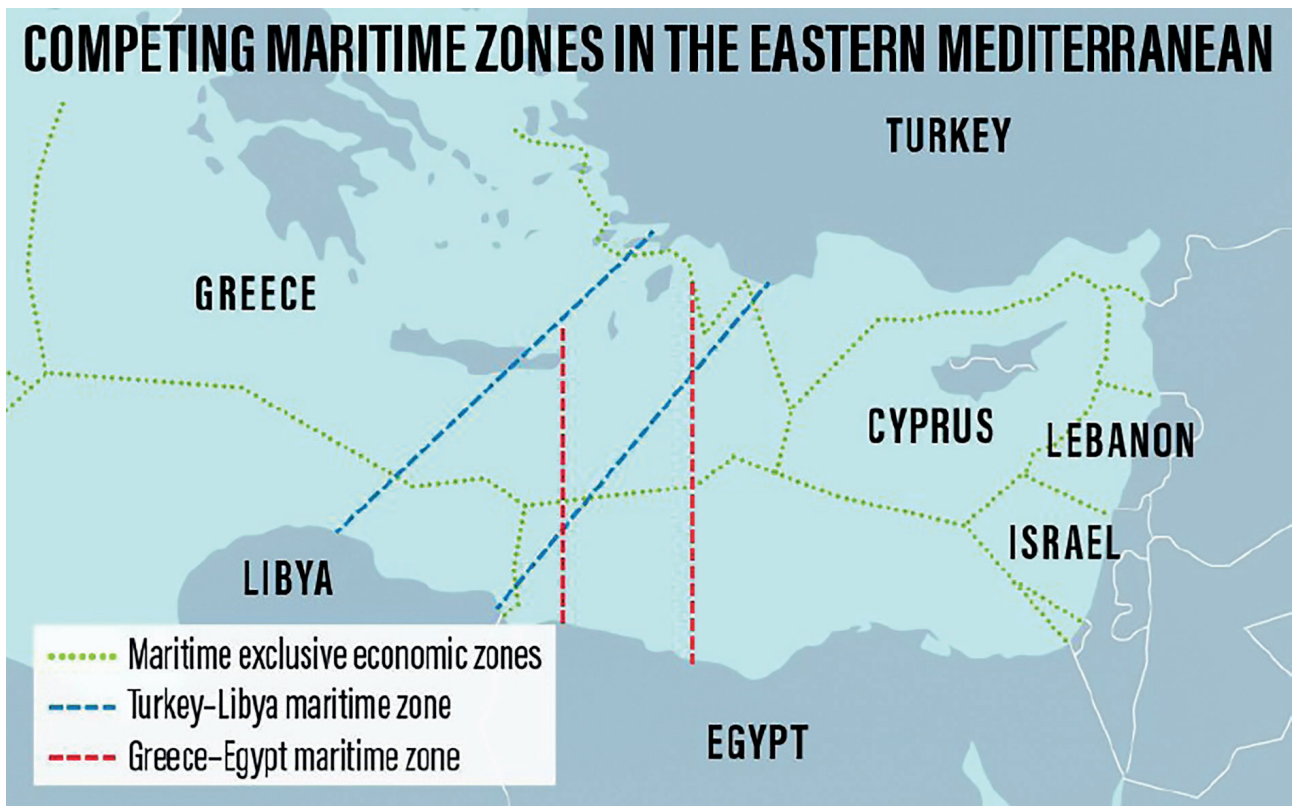 COMPETING MARITIME ZONES IN THE EASTERN MEDITERRANEAN
TURKEY
GREECE
CYPRUS
LEBANON
ISRAEL
LIBYA
EGYPT
Maritime exclusive economic zones
Turkey–Libya maritime zone
Greece–Egypt maritime zone